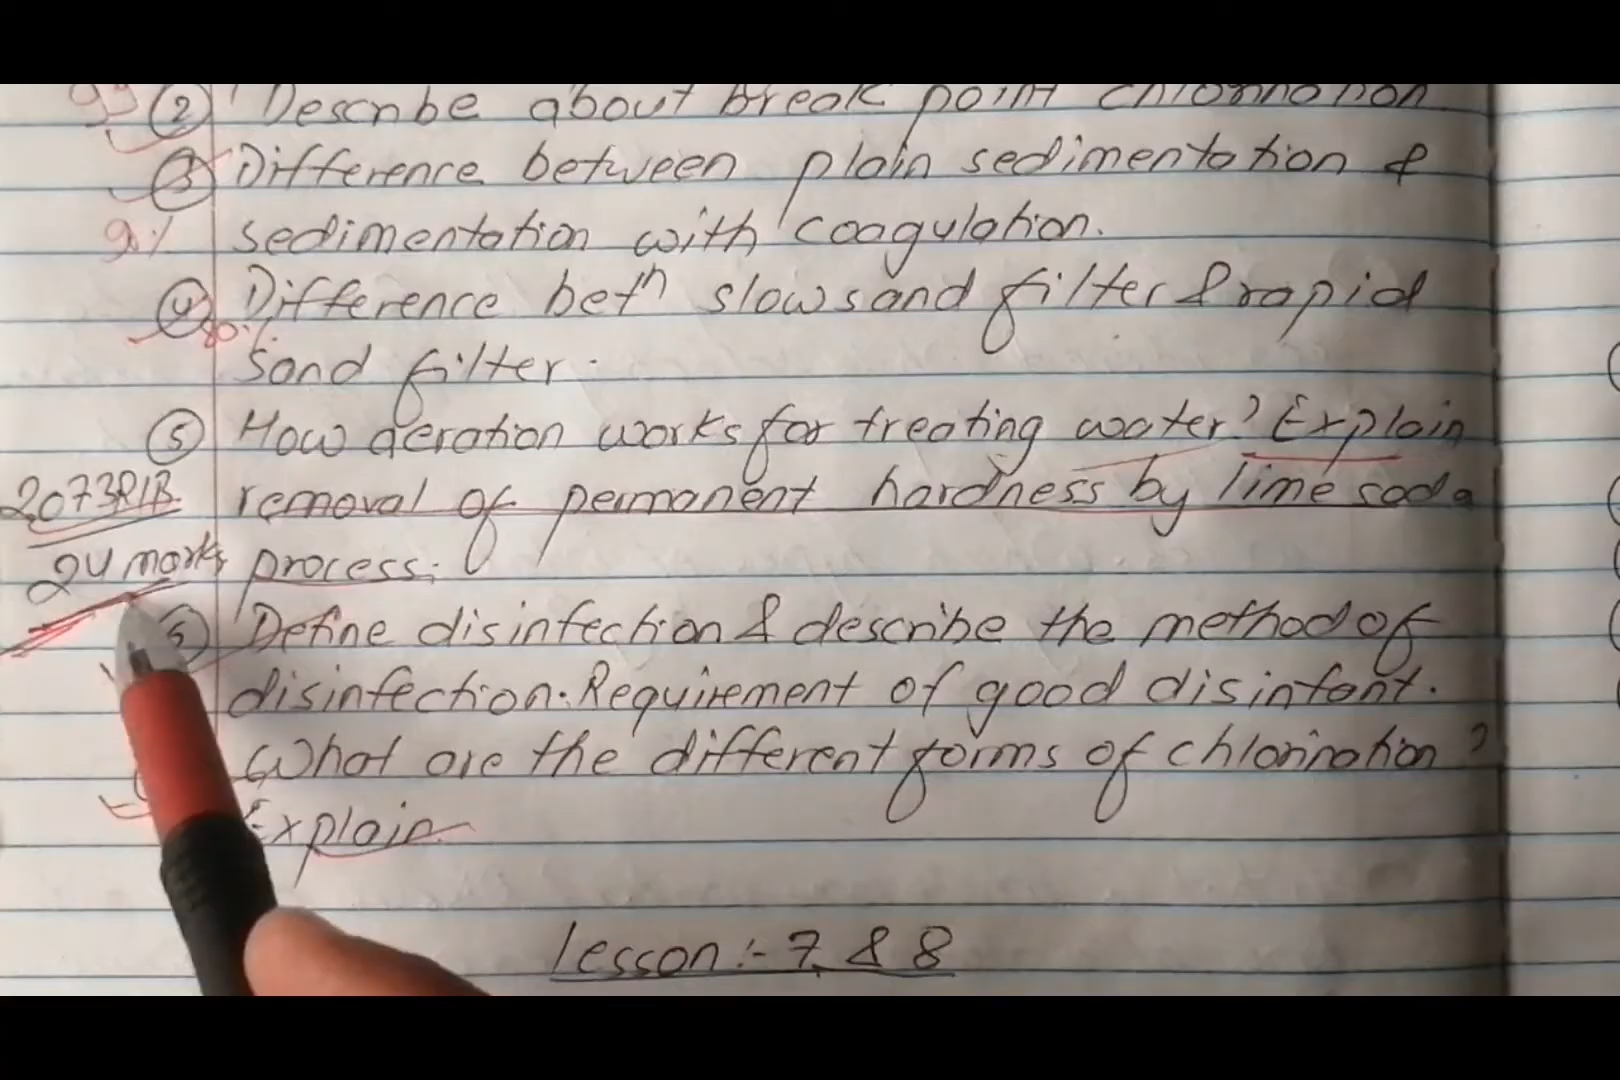 ② Describe about break point chlorination
③ Difference between plain sedimentation &
sedimentation with coagulation.
④ Difference betn slow sand filter & rapid
80%
sand filter.
⑤ How aeration works for treating water? Explain
2073 removal of permanent hardness by lime soda
24 marks process.
⑥ Define disinfection & describe the method of
disinfection. Requirement of good disinfant.
What are the different forms of chlorination?
Explain
lesson :- 7 & 8